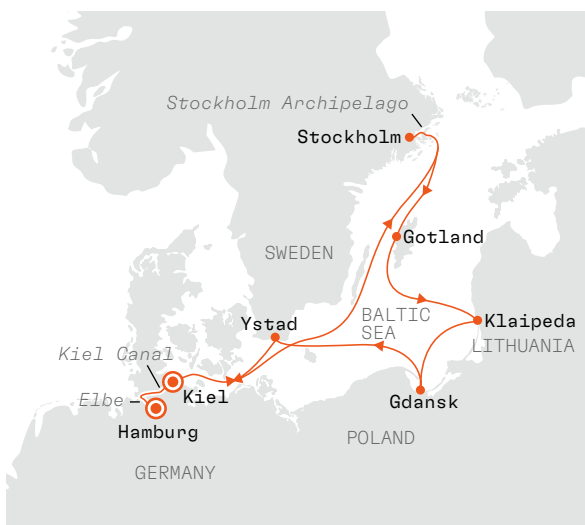 Stockholm Archipelago
Stockholm
Gotland
SWEDEN
BALTIC
SEA
Ystad
Klaipeda
LITHUANIA
Kiel Canal
Kiel
Elbe
Gdansk
Hamburg
POLAND
GERMANY